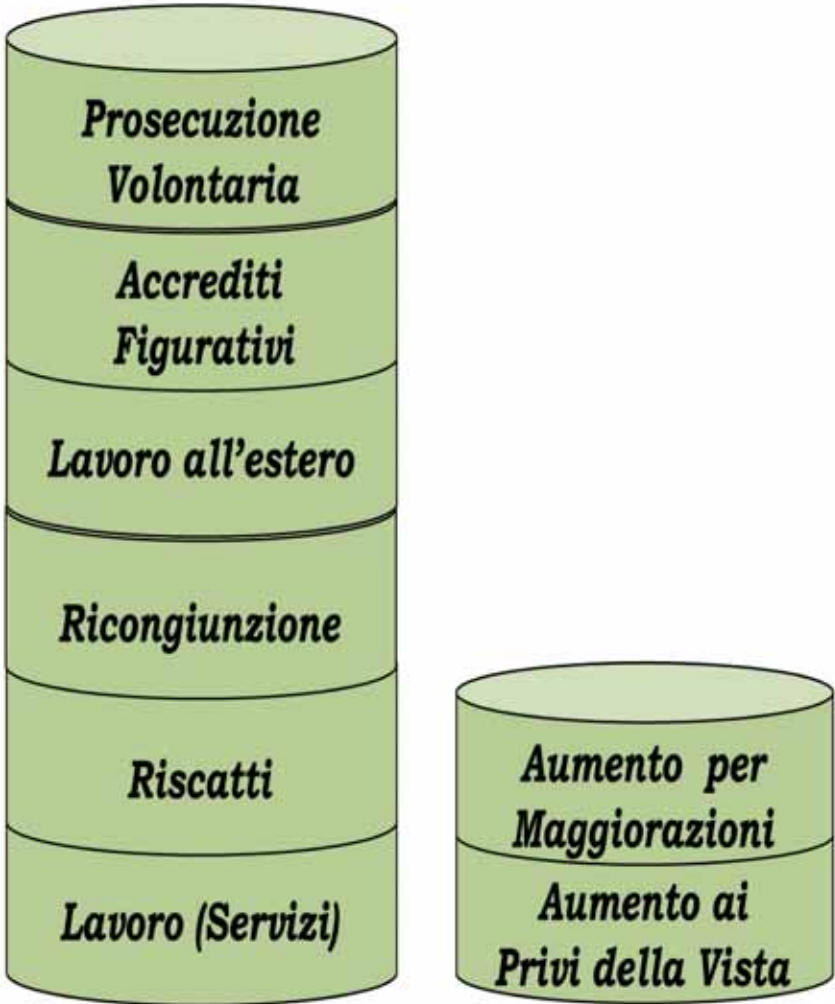 Prosecuzione
Volontaria
Accrediti
Figurativi
Lavoro all’estero
Ricongiunzione
Riscatti
Lavoro (Servizi)
Aumento per
Maggiorazioni
Aumento ai
Privi della Vista